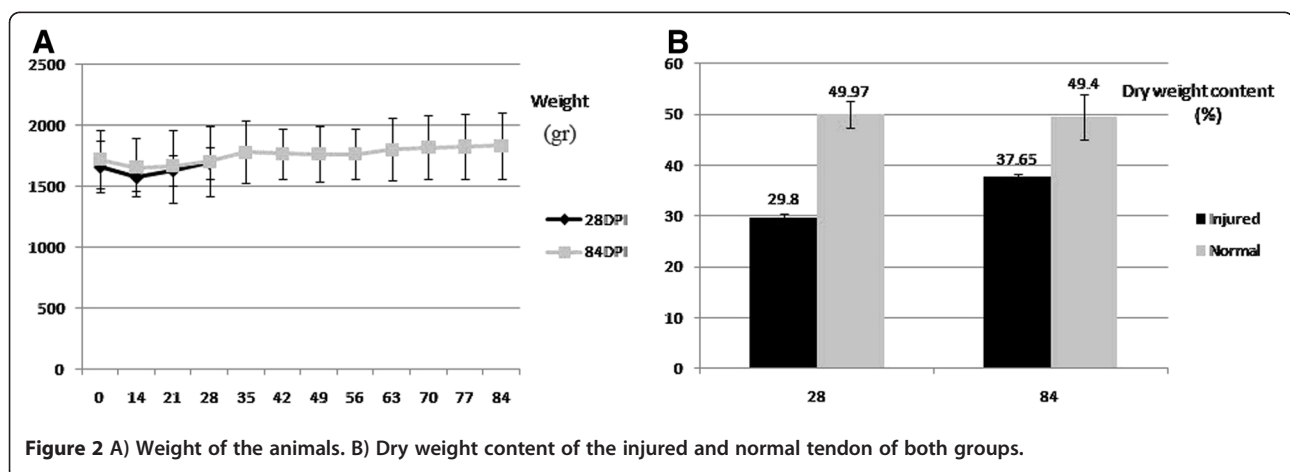 A
2500
2000
1500
1000
500
0
0 14 21 28 35 42 49 56 63 70 77 84
Weight
(gr)
28DPI
84DPI
B
60
50
40
30
20
10
0
49.97
29.8
49.4
37.65
28 84
Dry weight content
(%)
Injured
Normal
Figure 2 A) Weight of the animals. B) Dry weight content of the injured and normal tendon of both groups.